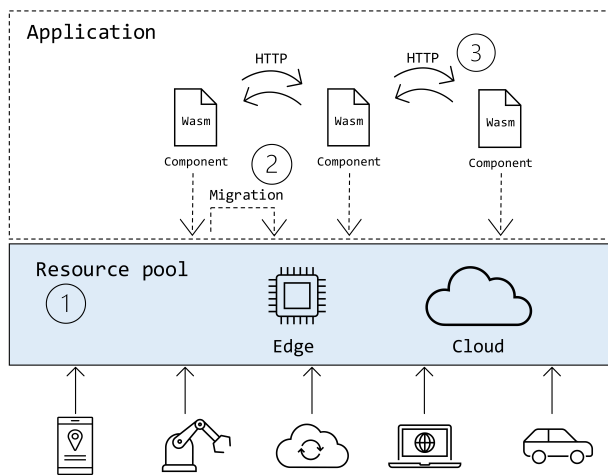 Application
HTTP
HTTP
3
Wasm
Wasm
Wasm
Component
Component
Component
2
Migration
Resource pool
1
Edge
Cloud